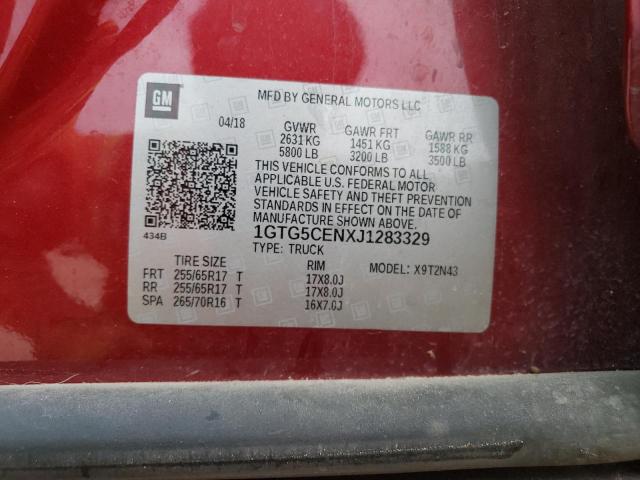 GM
MFD BY GENERAL MOTORS LLC
04/18 GVWR GAWR FRT GAWR RR
2631 KG 1451 KG 1588 KG
5800 LB 3200 LB 3500 LB
THIS VEHICLE CONFORMS TO ALL
APPLICABLE U.S. FEDERAL MOTOR
VEHICLE SAFETY AND THEFT PREVENTION
STANDARDS IN EFFECT ON THE DATE OF
MANUFACTURE SHOWN ABOVE.
434B
1GTG5CENXJ1283329
TYPE: TRUCK
TIRE SIZE RIM MODEL: X9T2N43
FRT 255/65R17 T 17X8.0J
RR 255/65R17 T 17X8.0J
SPA 265/70R16 T 16X7.0J